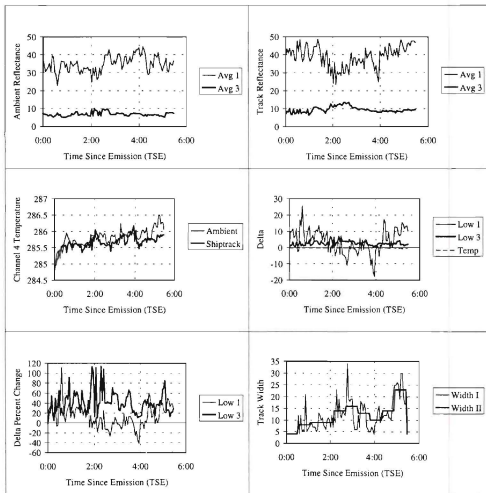 50
40
30
20
10
0
0:00 2:00 4:00 6:00
Ambient Reflectance
Time Since Emission (TSE)
Avg 1
Avg 3
50
40
30
20
10
0
0:00 2:00 4:00 6:00
Track Reflectance
Time Since Emission (TSE)
Avg 1
Avg 3
287
286.5
286
285.5
285
284.5
0:00 2:00 4:00 6:00
Channel 4 Temperature
Time Since Emission (TSE)
Ambient
Shiptrack
30
20
10
0
-10
-20
0:00 2:00 4:00 6:00
Delta
Time Since Emission (TSE)
Low 1
Low 3
Temp
120
100
80
60
40
20
0
-20
-40
-60
0:00 2:00 4:00 6:00
Delta Percent Change
Time Since Emission (TSE)
Low 1
Low 3
35
30
25
20
15
10
5
0
0:00 2:00 4:00 6:00
Track Width
Time Since Emission (TSE)
Width I
Width II